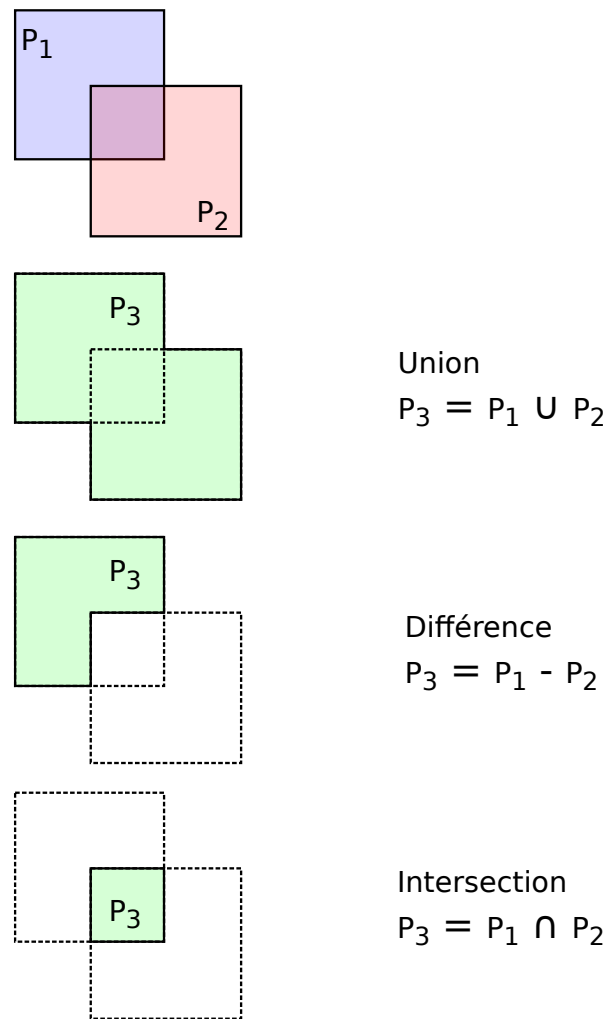 P₁
P₂
P₃
Union
P₃ = P₁ ∪ P₂
P₃
Différence
P₃ = P₁ - P₂
P₃
Intersection
P₃ = P₁ ∩ P₂